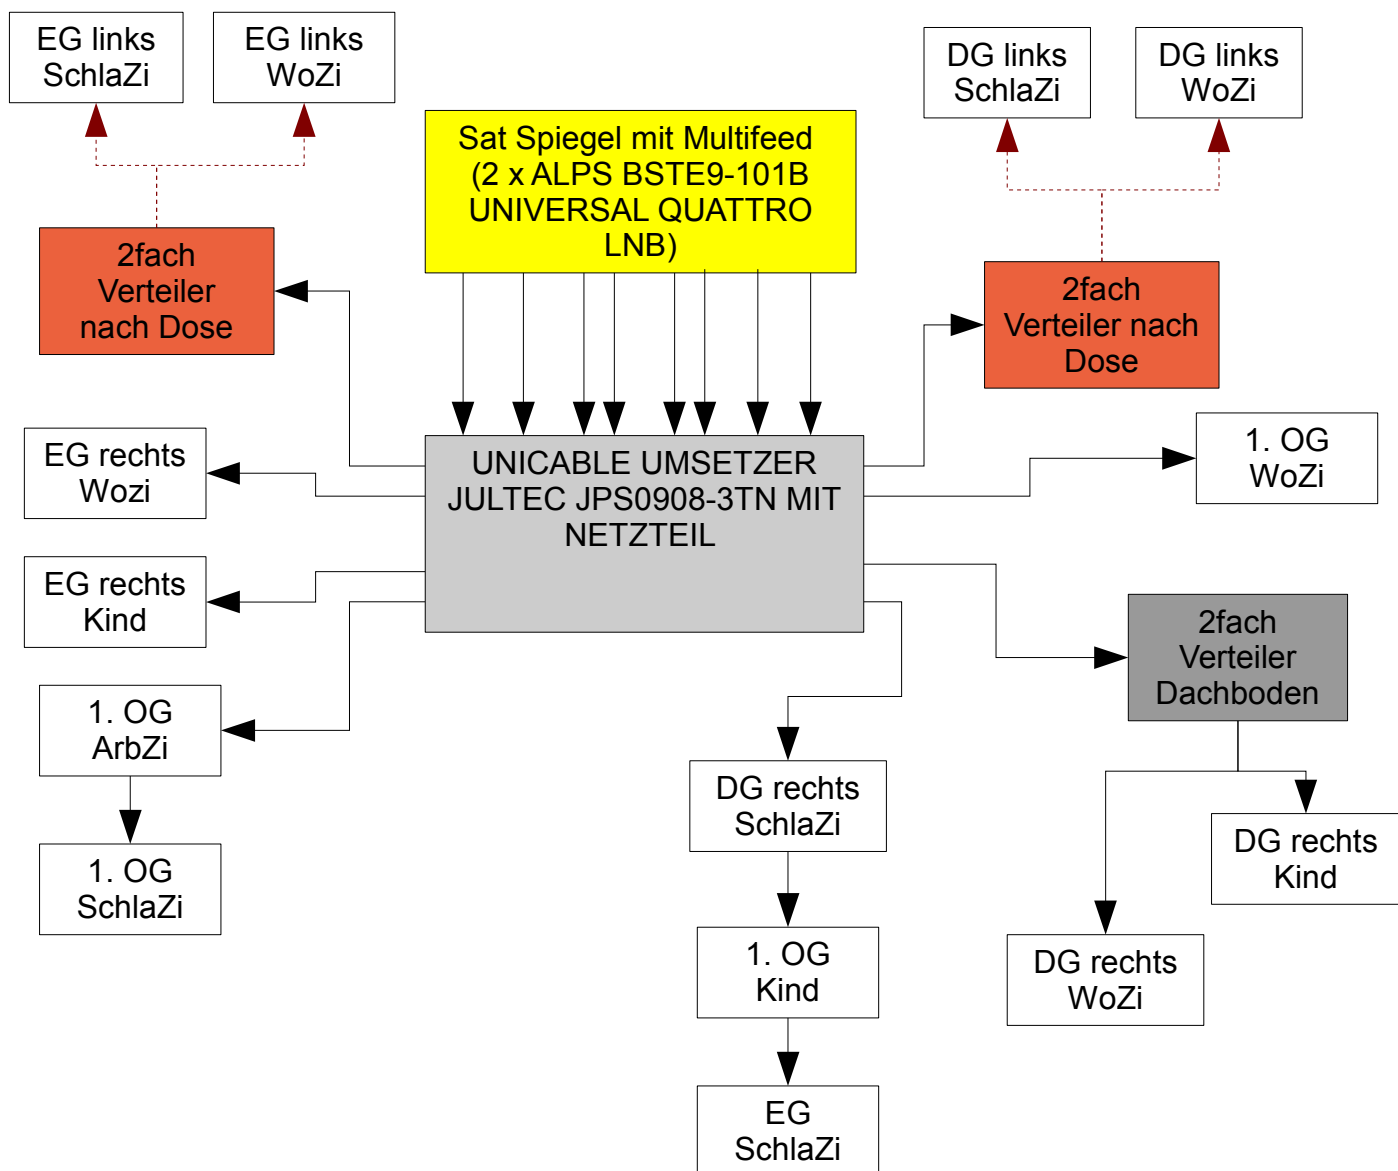 EG links
SchlaZi
EG links
WoZi
DG links
SchlaZi
DG links
WoZi
Sat Spiegel mit Multifeed
(2 x ALPS BSTE9-101B
UNIVERSAL QUATTRO
LNB)
2fach
Verteiler
nach Dose
2fach
Verteiler nach
Dose
EG rechts
Wozi
UNICABLE UMSETZER
JULTEC JPS0908-3TN MIT
NETZTEIL
1. OG
WoZi
EG rechts
Kind
2fach
Verteiler
Dachboden
1. OG
ArbZi
DG rechts
SchlaZi
DG rechts
Kind
1. OG
SchlaZi
1. OG
Kind
DG rechts
WoZi
EG
SchlaZi